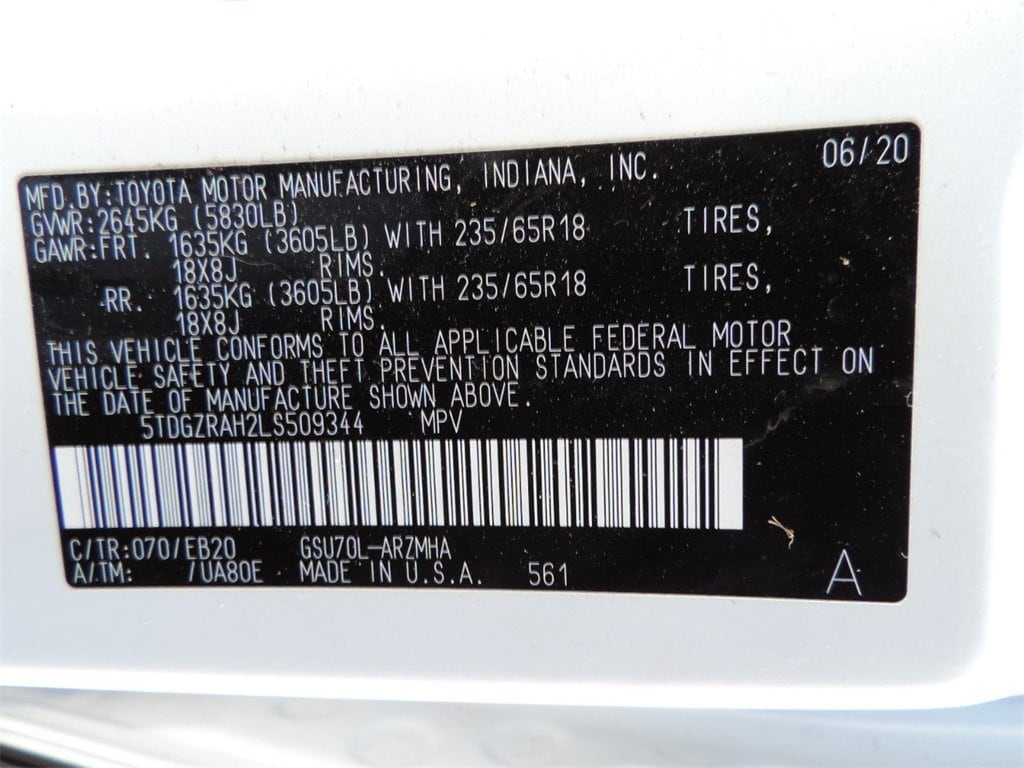 06/20
MFD.BY:TOYOTA MOTOR MANUFACTURING, INDIANA, INC.
GVWR:2645KG (5830LB)
GAWR:FRT. 1635KG (3605LB) WITH 235/65R18 TIRES,
18X8J RIMS.
RR. 1635KG (3605LB) WITH 235/65R18 TIRES,
18X8J RIMS.
THIS VEHICLE CONFORMS TO ALL APPLICABLE FEDERAL MOTOR
VEHICLE SAFETY AND THEFT PREVENTION STANDARDS IN EFFECT ON
THE DATE OF MANUFACTURE SHOWN ABOVE.
5TDGZRAH2LS509344 MPV
C/TR:070/EB20 GSU70L-ARZMHA
A/TM: /UA80E MADE IN U.S.A. 561 A